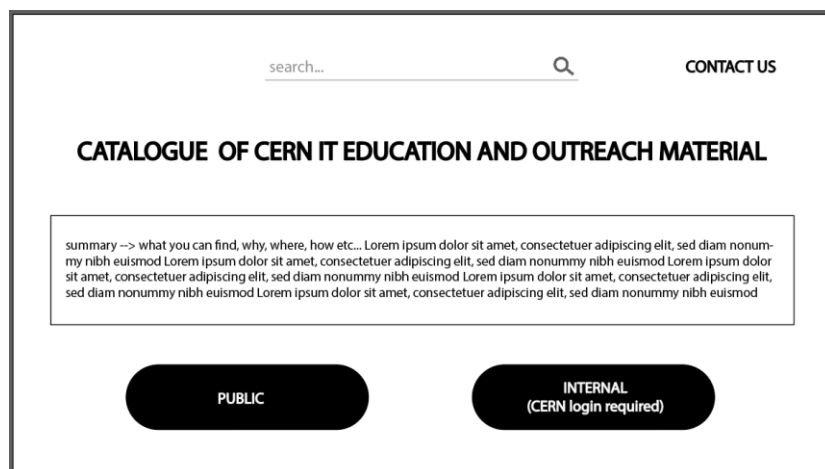 search...
CONTACT US
CATALOGUE OF CERN IT EDUCATION AND OUTREACH MATERIAL
summary --> what you can find, why, where, how etc... Lorem ipsum dolor sit amet, consectetuer adipiscing elit, sed diam nonum-
my nibh euismod Lorem ipsum dolor sit amet, consectetuer adipiscing elit, sed diam nonummy nibh euismod Lorem ipsum dolor
sit amet, consectetuer adipiscing elit, sed diam nonummy nibh euismod Lorem ipsum dolor sit amet, consectetuer adipiscing elit,
sed diam nonummy nibh euismod Lorem ipsum dolor sit amet, consectetuer adipiscing elit, sed diam nonummy nibh euismod
PUBLIC
INTERNAL
(CERN login required)